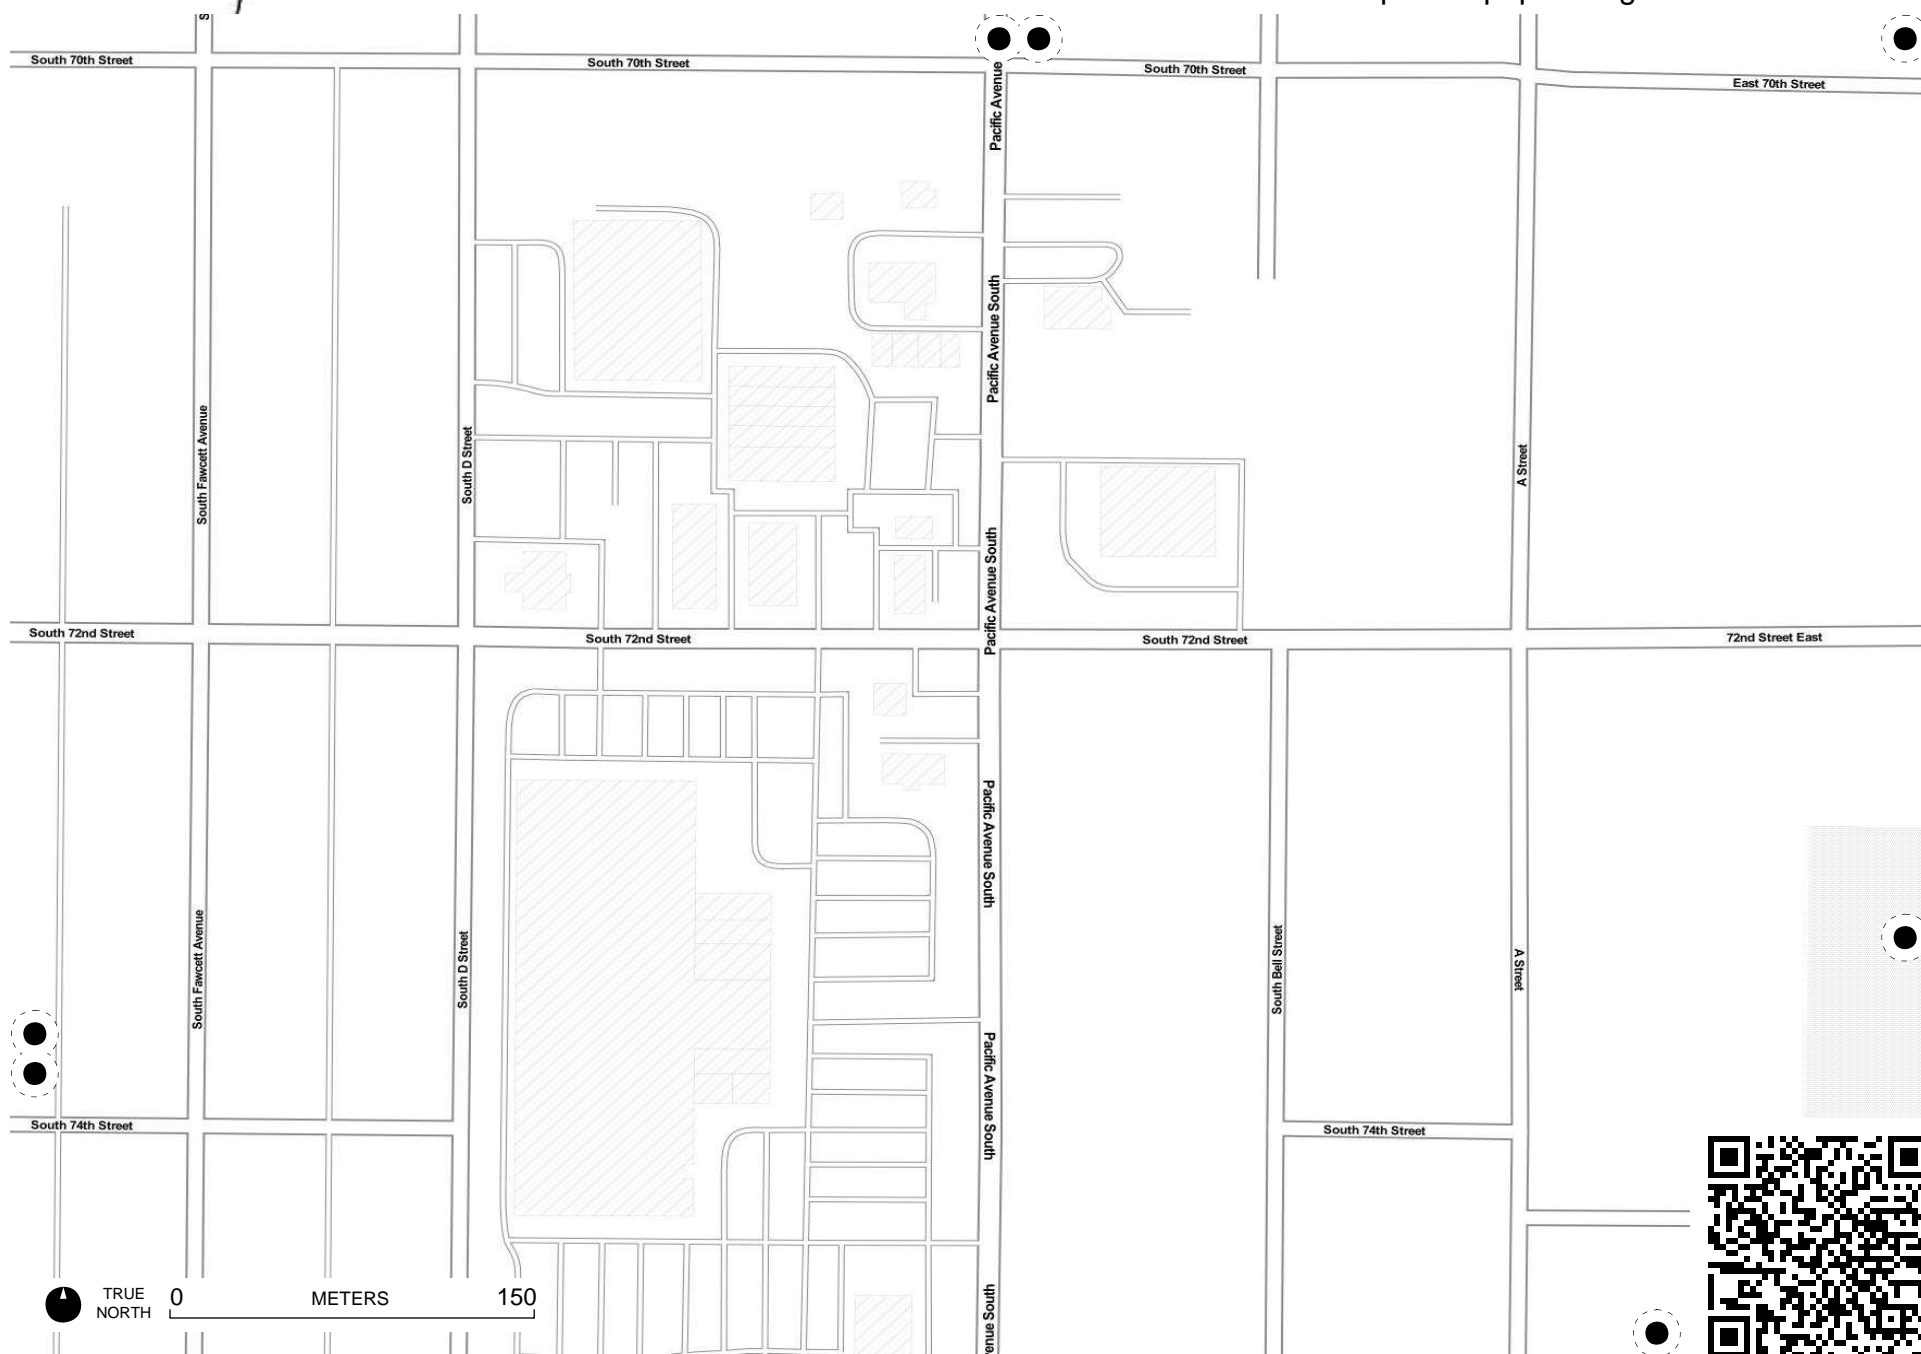 South 70th Street
South 70th Street
South 70th Street
East 70th Street
Pacific Avenue
Pacific Avenue South
South Fawcett Avenue
South D Street
A Street
Pacific Avenue South
South 72nd Street
South 72nd Street
South 72nd Street
72nd Street East
Pacific Avenue South
South Fawcett Avenue
South D Street
South Bell Street
A Street
Pacific Avenue South
South 74th Street
South 74th Street
TRUE
NORTH
0 METERS 150
enue South